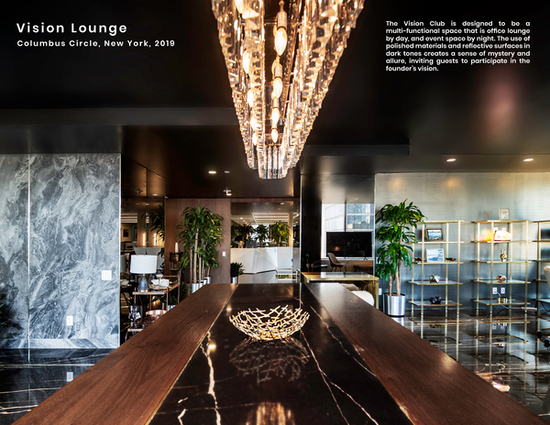 Vision Lounge
Columbus Circle, New York, 2019
The Vision Club is designed to be a
multi-functional space that is office lounge
by day, and event space by night. The use of
polished materials and reflective surfaces in
dark tones creates a sense of mystery and
allure, inviting guests to participate in the
founder's vision.